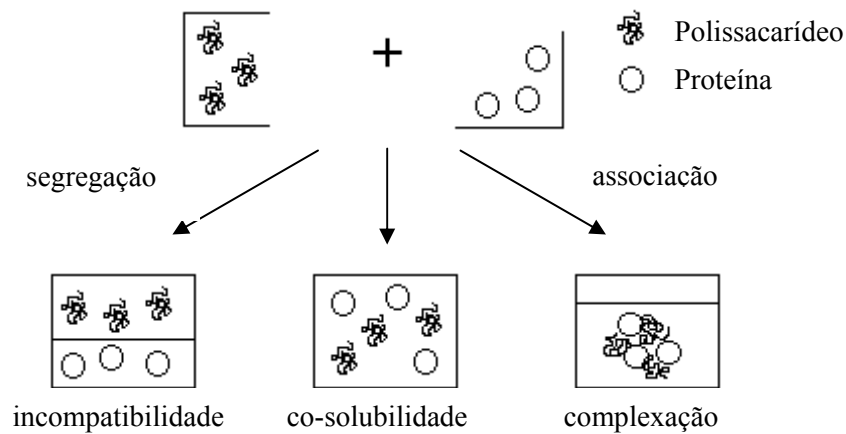 +
Polissacarídeo
Proteína
segregação
associação
incompatibilidade
co-solubilidade
complexação